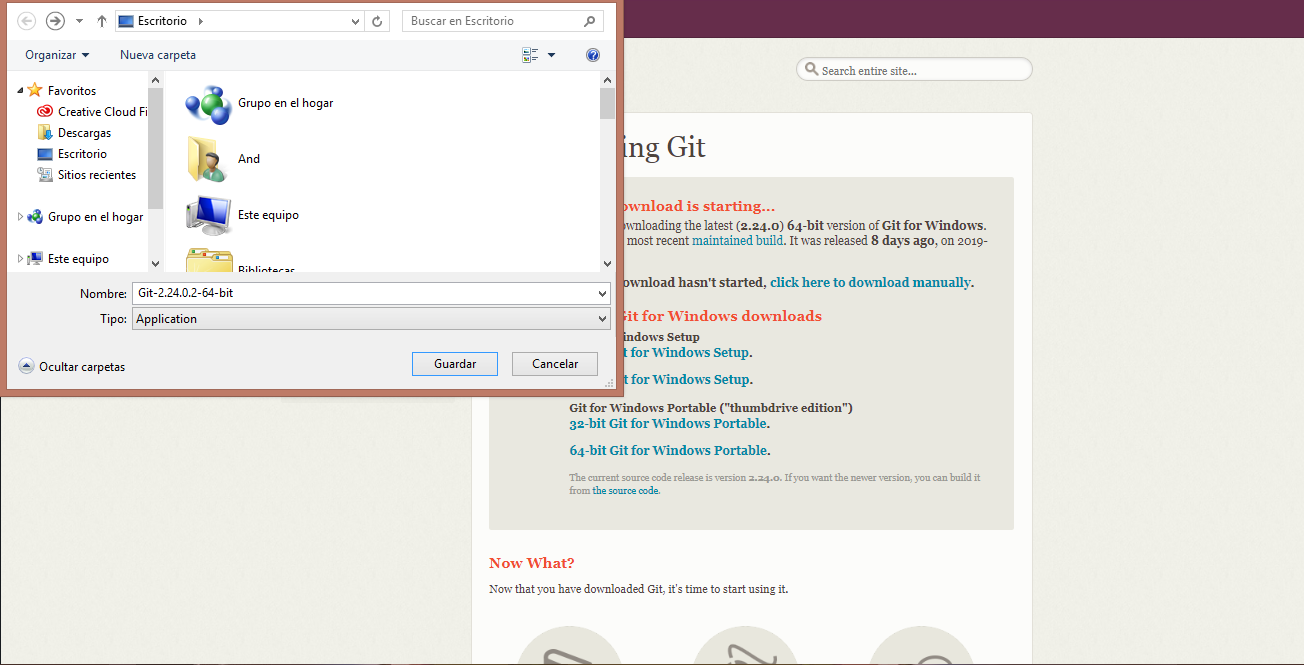 Escritorio
Buscar en Escritorio
Organizar
Nueva carpeta
Favoritos
Creative Cloud Fi
Descargas
Escritorio
Sitios recientes
Grupo en el hogar
Este equipo
Grupo en el hogar
And
Este equipo
Bibliotecas
Nombre: Git-2.24.0.2-64-bit
Tipo: Application
Ocultar carpetas
Guardar
Cancelar
Search entire site...
ing Git
ownload is starting...
ownloading the latest (2.24.0) 64-bit version of Git for Windows.
most recent maintained build. It was released 8 days ago, on 2019-
ownload hasn't started, click here to download manually.
Git for Windows downloads
indows Setup
t for Windows Setup.
t for Windows Setup.
Git for Windows Portable ("thumbdrive edition")
32-bit Git for Windows Portable.
64-bit Git for Windows Portable.
The current source code release is version 2.24.0. If you want the newer version, you can build it
from the source code.
Now What?
Now that you have downloaded Git, it's time to start using it.